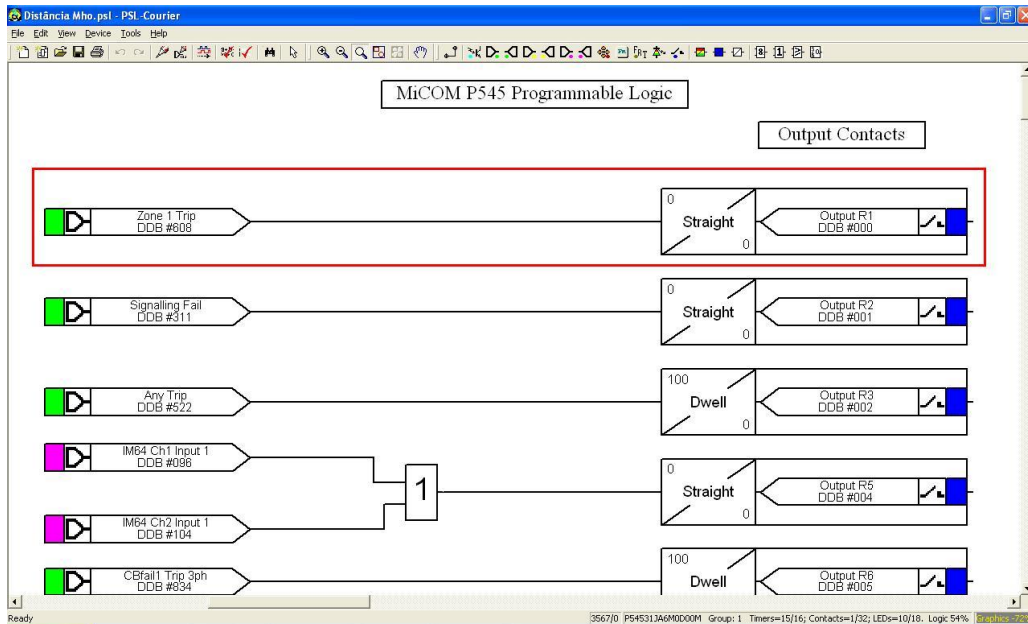 Distância Mho.psl - PSL-Courier
File Edit View Device Tools Help
MiCOM P545 Programmable Logic
Output Contacts
Zone 1 Trip
DDB #608
0
Straight
0
Output R1
DDB #000
Signalling Fail
DDB #311
0
Straight
0
Output R2
DDB #001
Any Trip
DDB #522
100
Dwell
0
Output R3
DDB #002
IM64 Ch1 Input 1
DDB #096
1
0
Straight
0
Output R5
DDB #004
IM64 Ch2 Input 1
DDB #104
CBfail1 Trip 3ph
DDB #834
100
Dwell
Output R6
DDB #005
Ready
3567/0 P54531JA6M0D00M Group: 1 Timers=15/16; Contacts=1/32; LEDs=10/18. Logic 54%